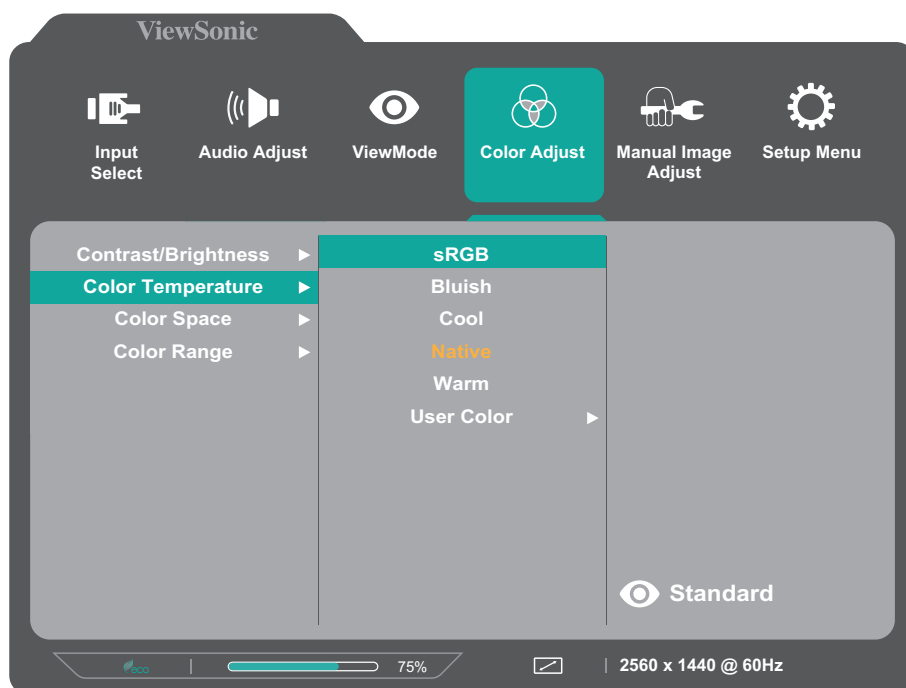 ViewSonic
Input
Select
Audio Adjust
ViewMode
Color Adjust
Manual Image
Adjust
Setup Menu
Contrast/Brightness
Color Temperature
Color Space
Color Range
sRGB
Bluish
Cool
Native
Warm
User Color
Standard
eco
75%
2560 x 1440 @ 60Hz